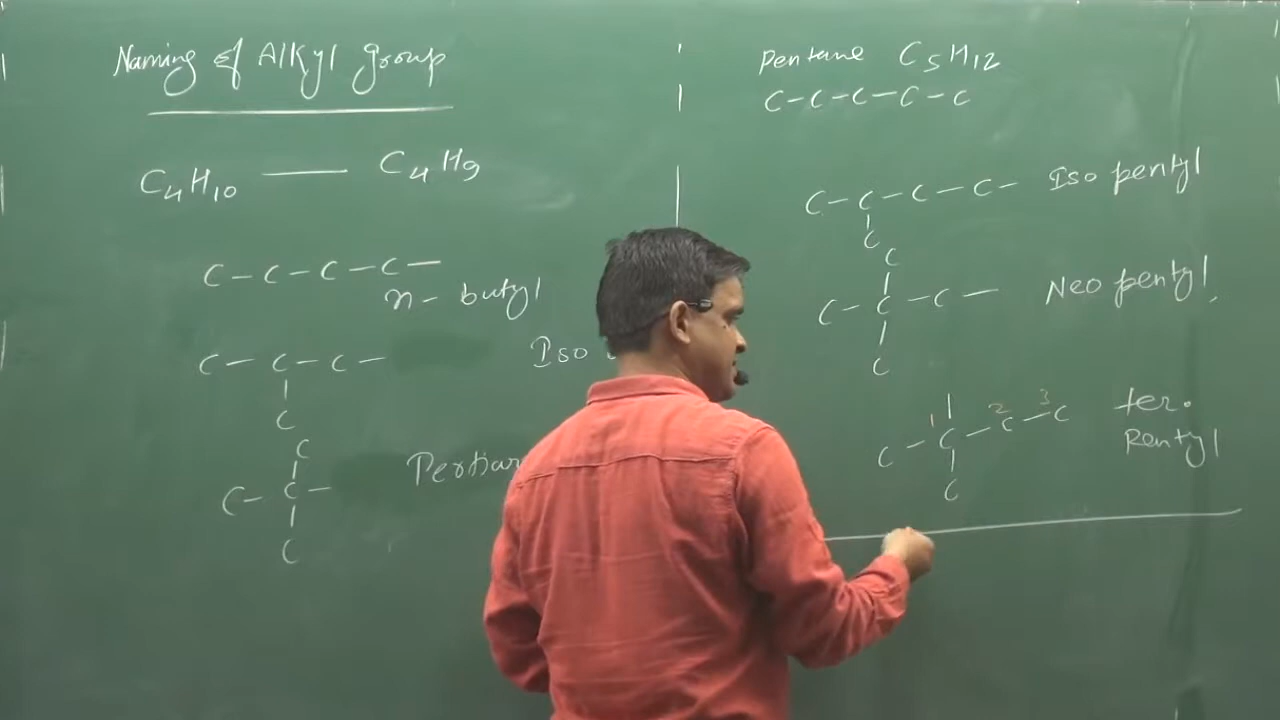 Naming of Alkyl group
C4H10 — C4H9
C-C-C-C-
n-butyl
C-C-C-
C
Iso
C
C-C-
C
Pentane C5H12
C-C-C-C-C
C-C-C-C- Iso pentyl
C
C
C-C-C- Neo pentyl
C
1 2 3
C-C-C-C ter.
C
Pentyl